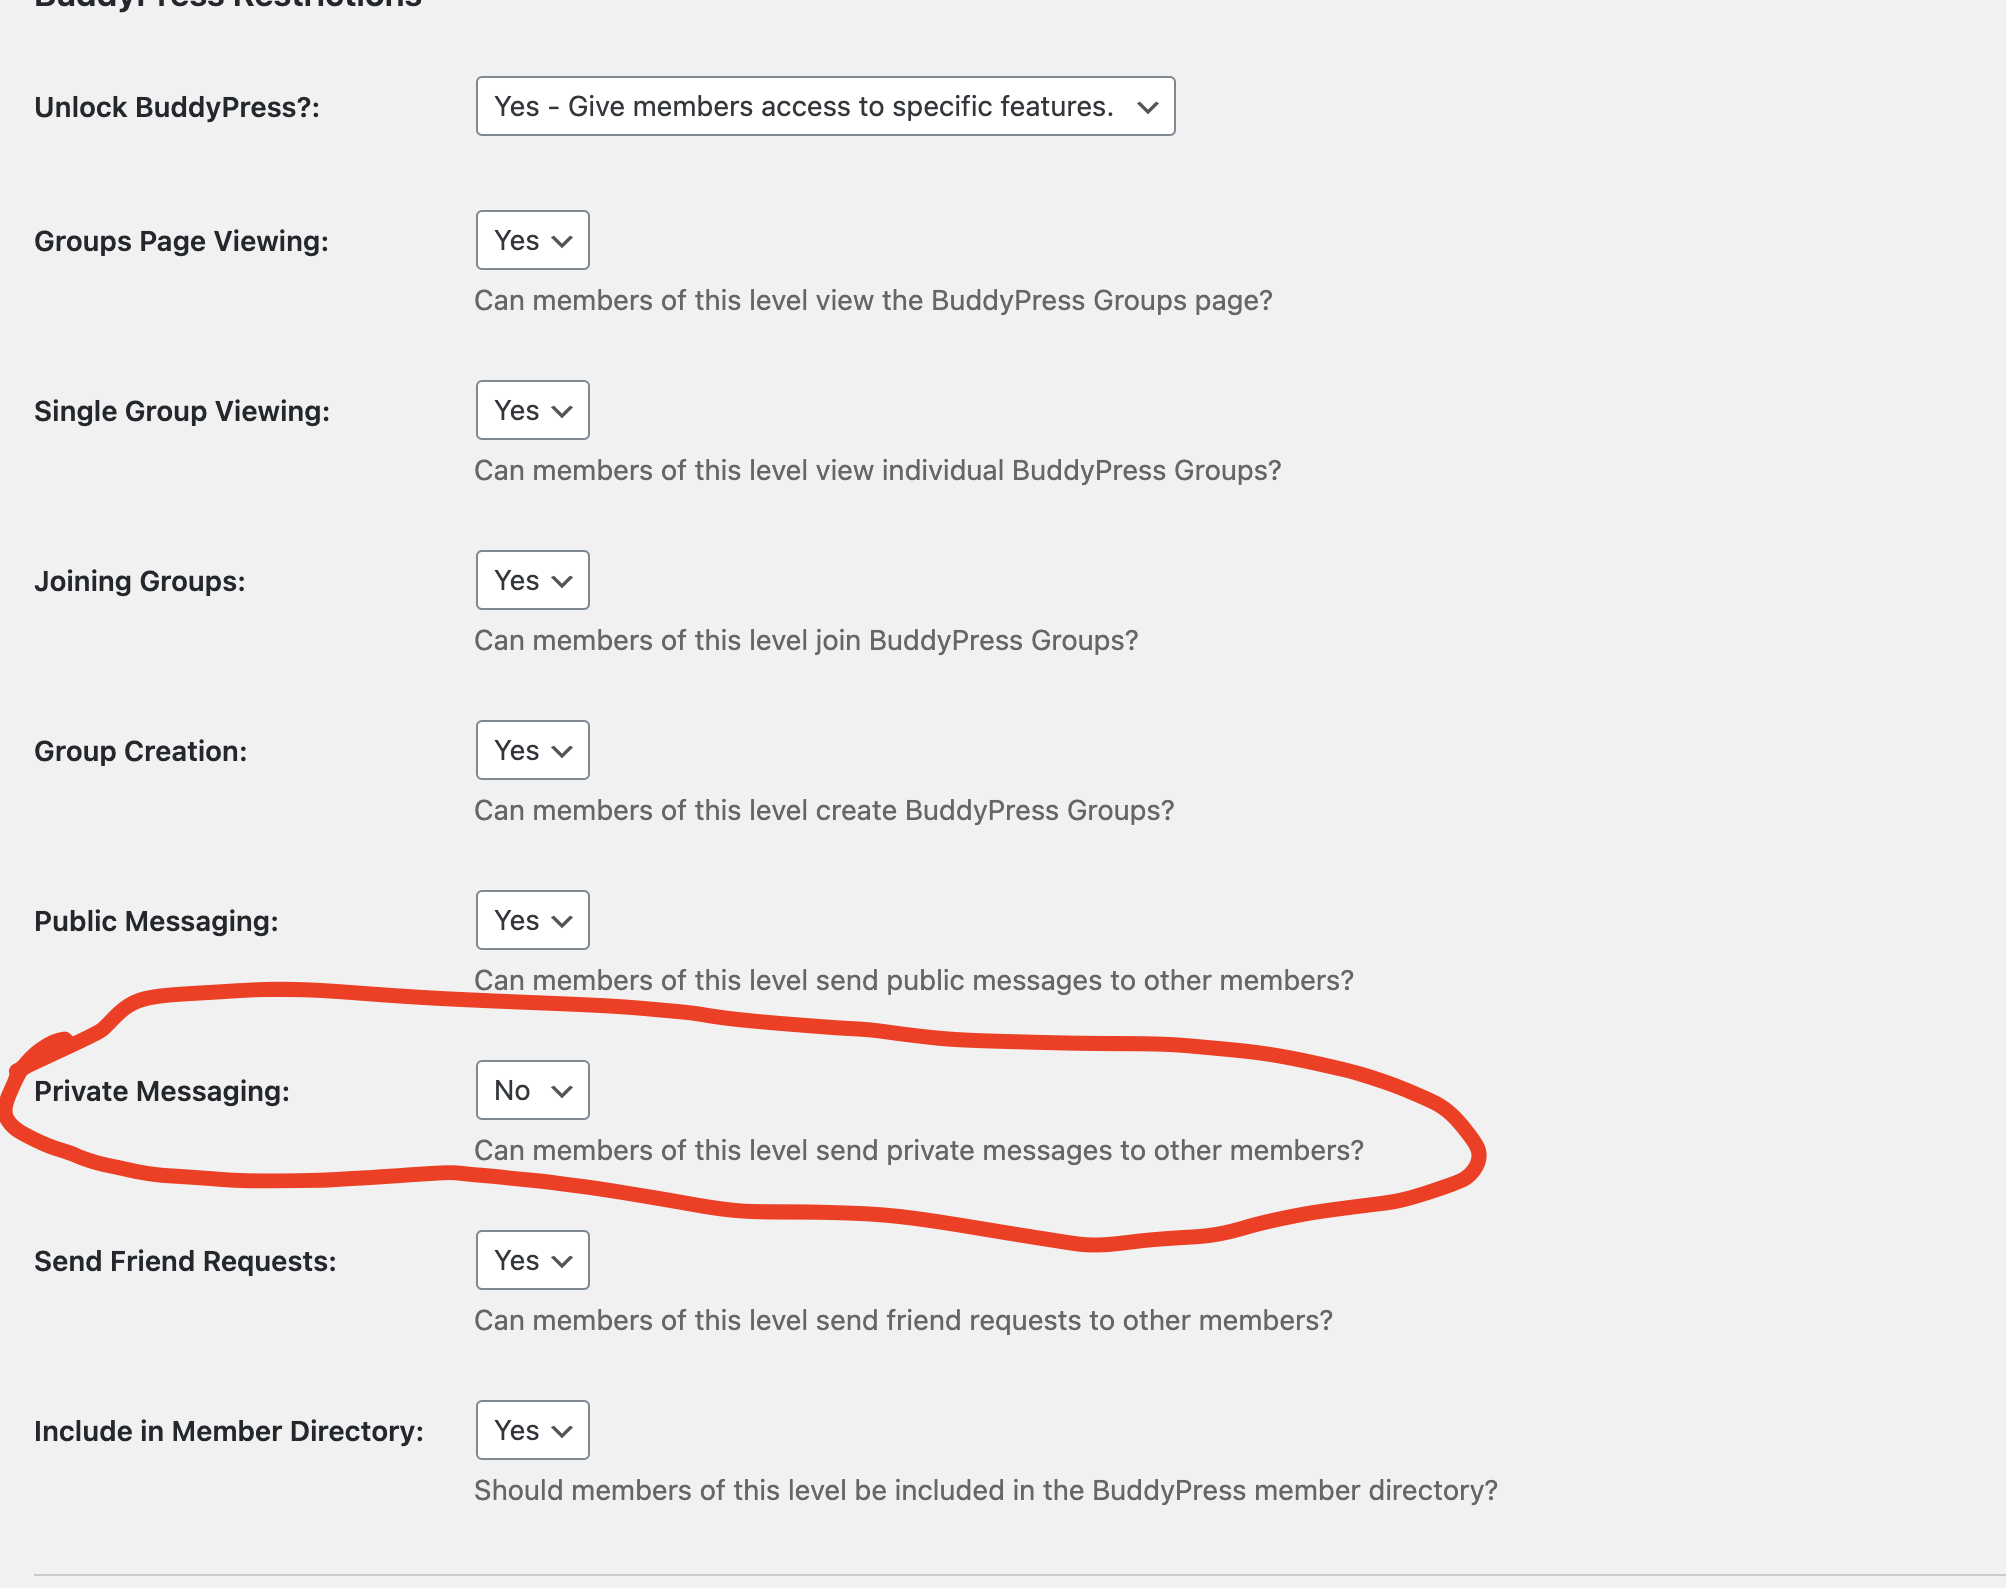 BuddyPress Restrictions
Unlock BuddyPress?: Yes - Give members access to specific features.
Groups Page Viewing: Yes
Can members of this level view the BuddyPress Groups page?
Single Group Viewing: Yes
Can members of this level view individual BuddyPress Groups?
Joining Groups: Yes
Can members of this level join BuddyPress Groups?
Group Creation: Yes
Can members of this level create BuddyPress Groups?
Public Messaging: Yes
Can members of this level send public messages to other members?
Private Messaging: No
Can members of this level send private messages to other members?
Send Friend Requests: Yes
Can members of this level send friend requests to other members?
Include in Member Directory: Yes
Should members of this level be included in the BuddyPress member directory?